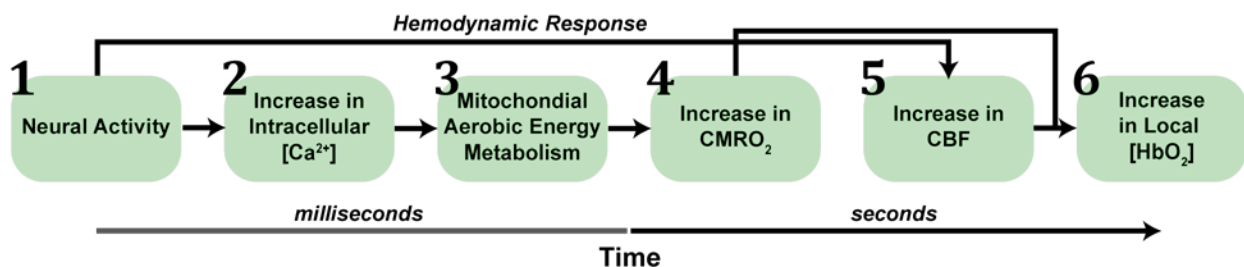 Hemodynamic Response
1
Neural Activity
2
Increase in
Intracellular
[Ca²⁺]
3
Mitochondial
Aerobic Energy
Metabolism
4
Increase in
CMRO₂
5
Increase in
CBF
6
Increase
in Local
[HbO₂]
milliseconds
seconds
Time